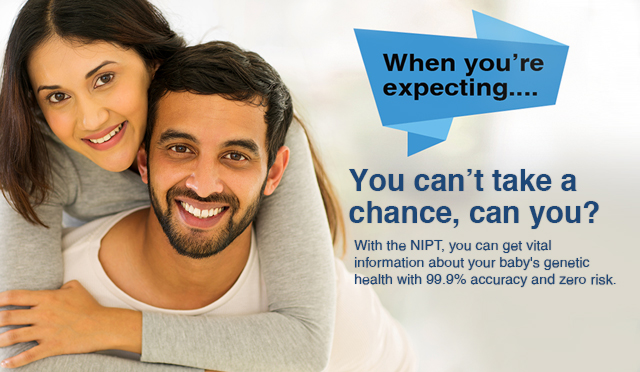 When you're
expecting....
You can't take a
chance, can you?
With the NIPT, you can get vital
information about your baby's genetic
health with 99.9% accuracy and zero risk.